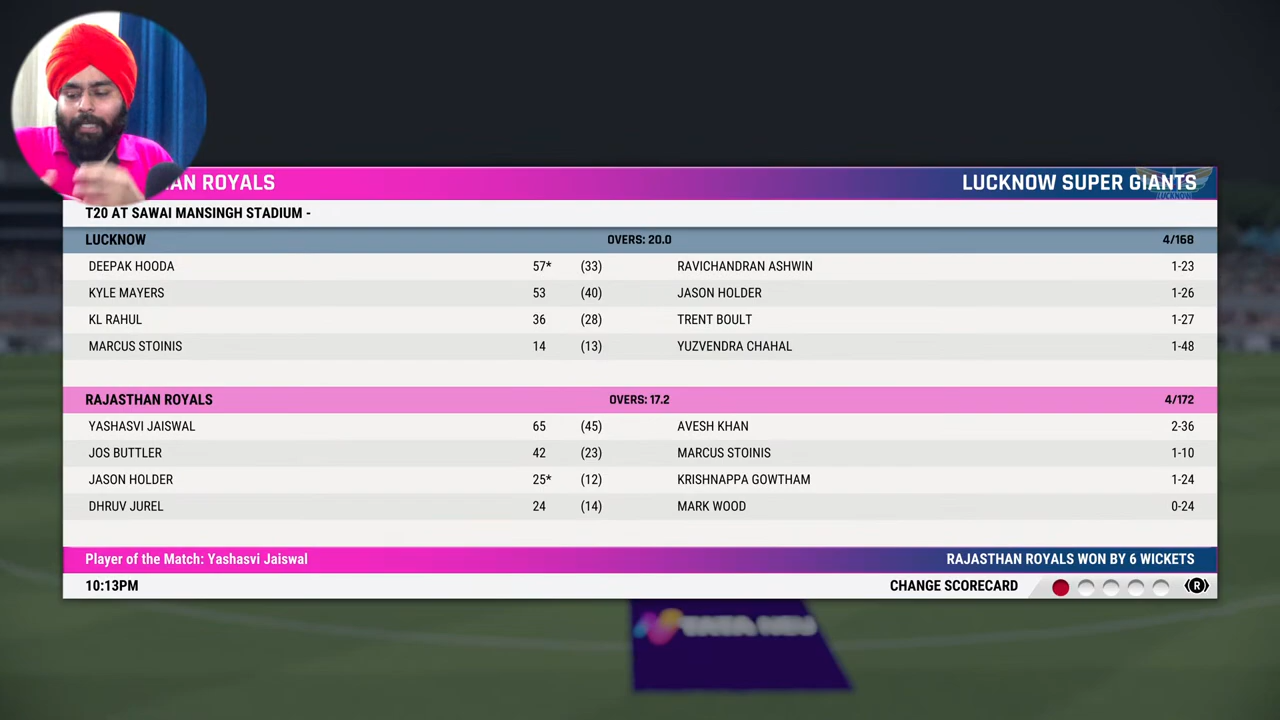 AN ROYALS LUCKNOW SUPER GIANTS
T20 AT SAWAI MANSINGH STADIUM -
LUCKNOW OVERS: 20.0 4/168
DEEPAK HOODA 57* (33) RAVICHANDRAN ASHWIN 1-23
KYLE MAYERS 53 (40) JASON HOLDER 1-26
KL RAHUL 36 (28) TRENT BOULT 1-27
MARCUS STOINIS 14 (13) YUZVENDRA CHAHAL 1-48
RAJASTHAN ROYALS OVERS: 17.2 4/172
YASHASVI JAISWAL 65 (45) AVESH KHAN 2-36
JOS BUTTLER 42 (23) MARCUS STOINIS 1-10
JASON HOLDER 25* (12) KRISHNAPPA GOWTHAM 1-24
DHRUV JUREL 24 (14) MARK WOOD 0-24
Player of the Match: Yashasvi Jaiswal RAJASTHAN ROYALS WON BY 6 WICKETS
10:13PM CHANGE SCORECARD R
TATA NEU